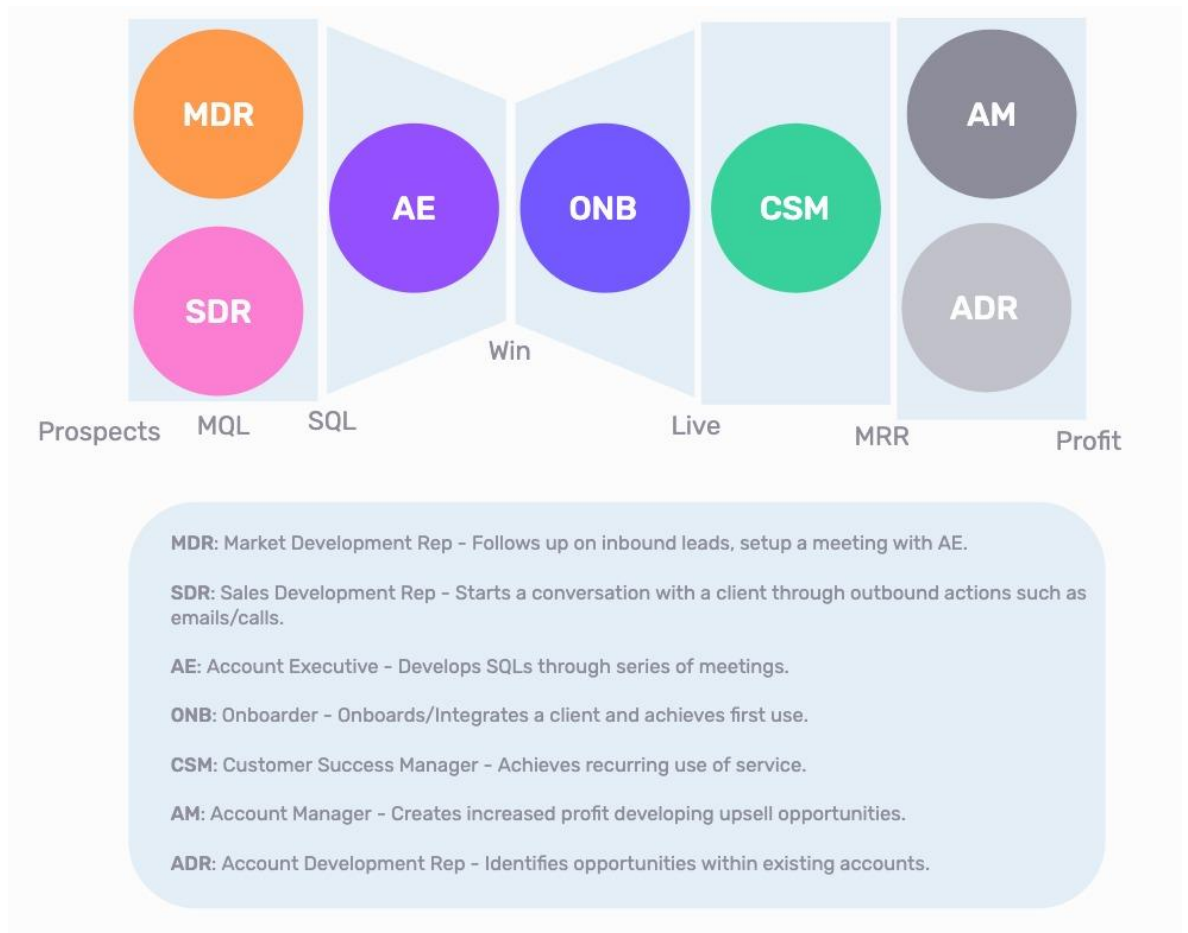 MDR
AM
AE
ONB
CSM
SDR
ADR
Win
Prospects
MQL
SQL
Live
MRR
Profit
MDR: Market Development Rep - Follows up on inbound leads, setup a meeting with AE.
SDR: Sales Development Rep - Starts a conversation with a client through outbound actions such as
emails/calls.
AE: Account Executive - Develops SQLs through series of meetings.
ONB: Onboarder - Onboards/Integrates a client and achieves first use.
CSM: Customer Success Manager - Achieves recurring use of service.
AM: Account Manager - Creates increased profit developing upsell opportunities.
ADR: Account Development Rep - Identifies opportunities within existing accounts.